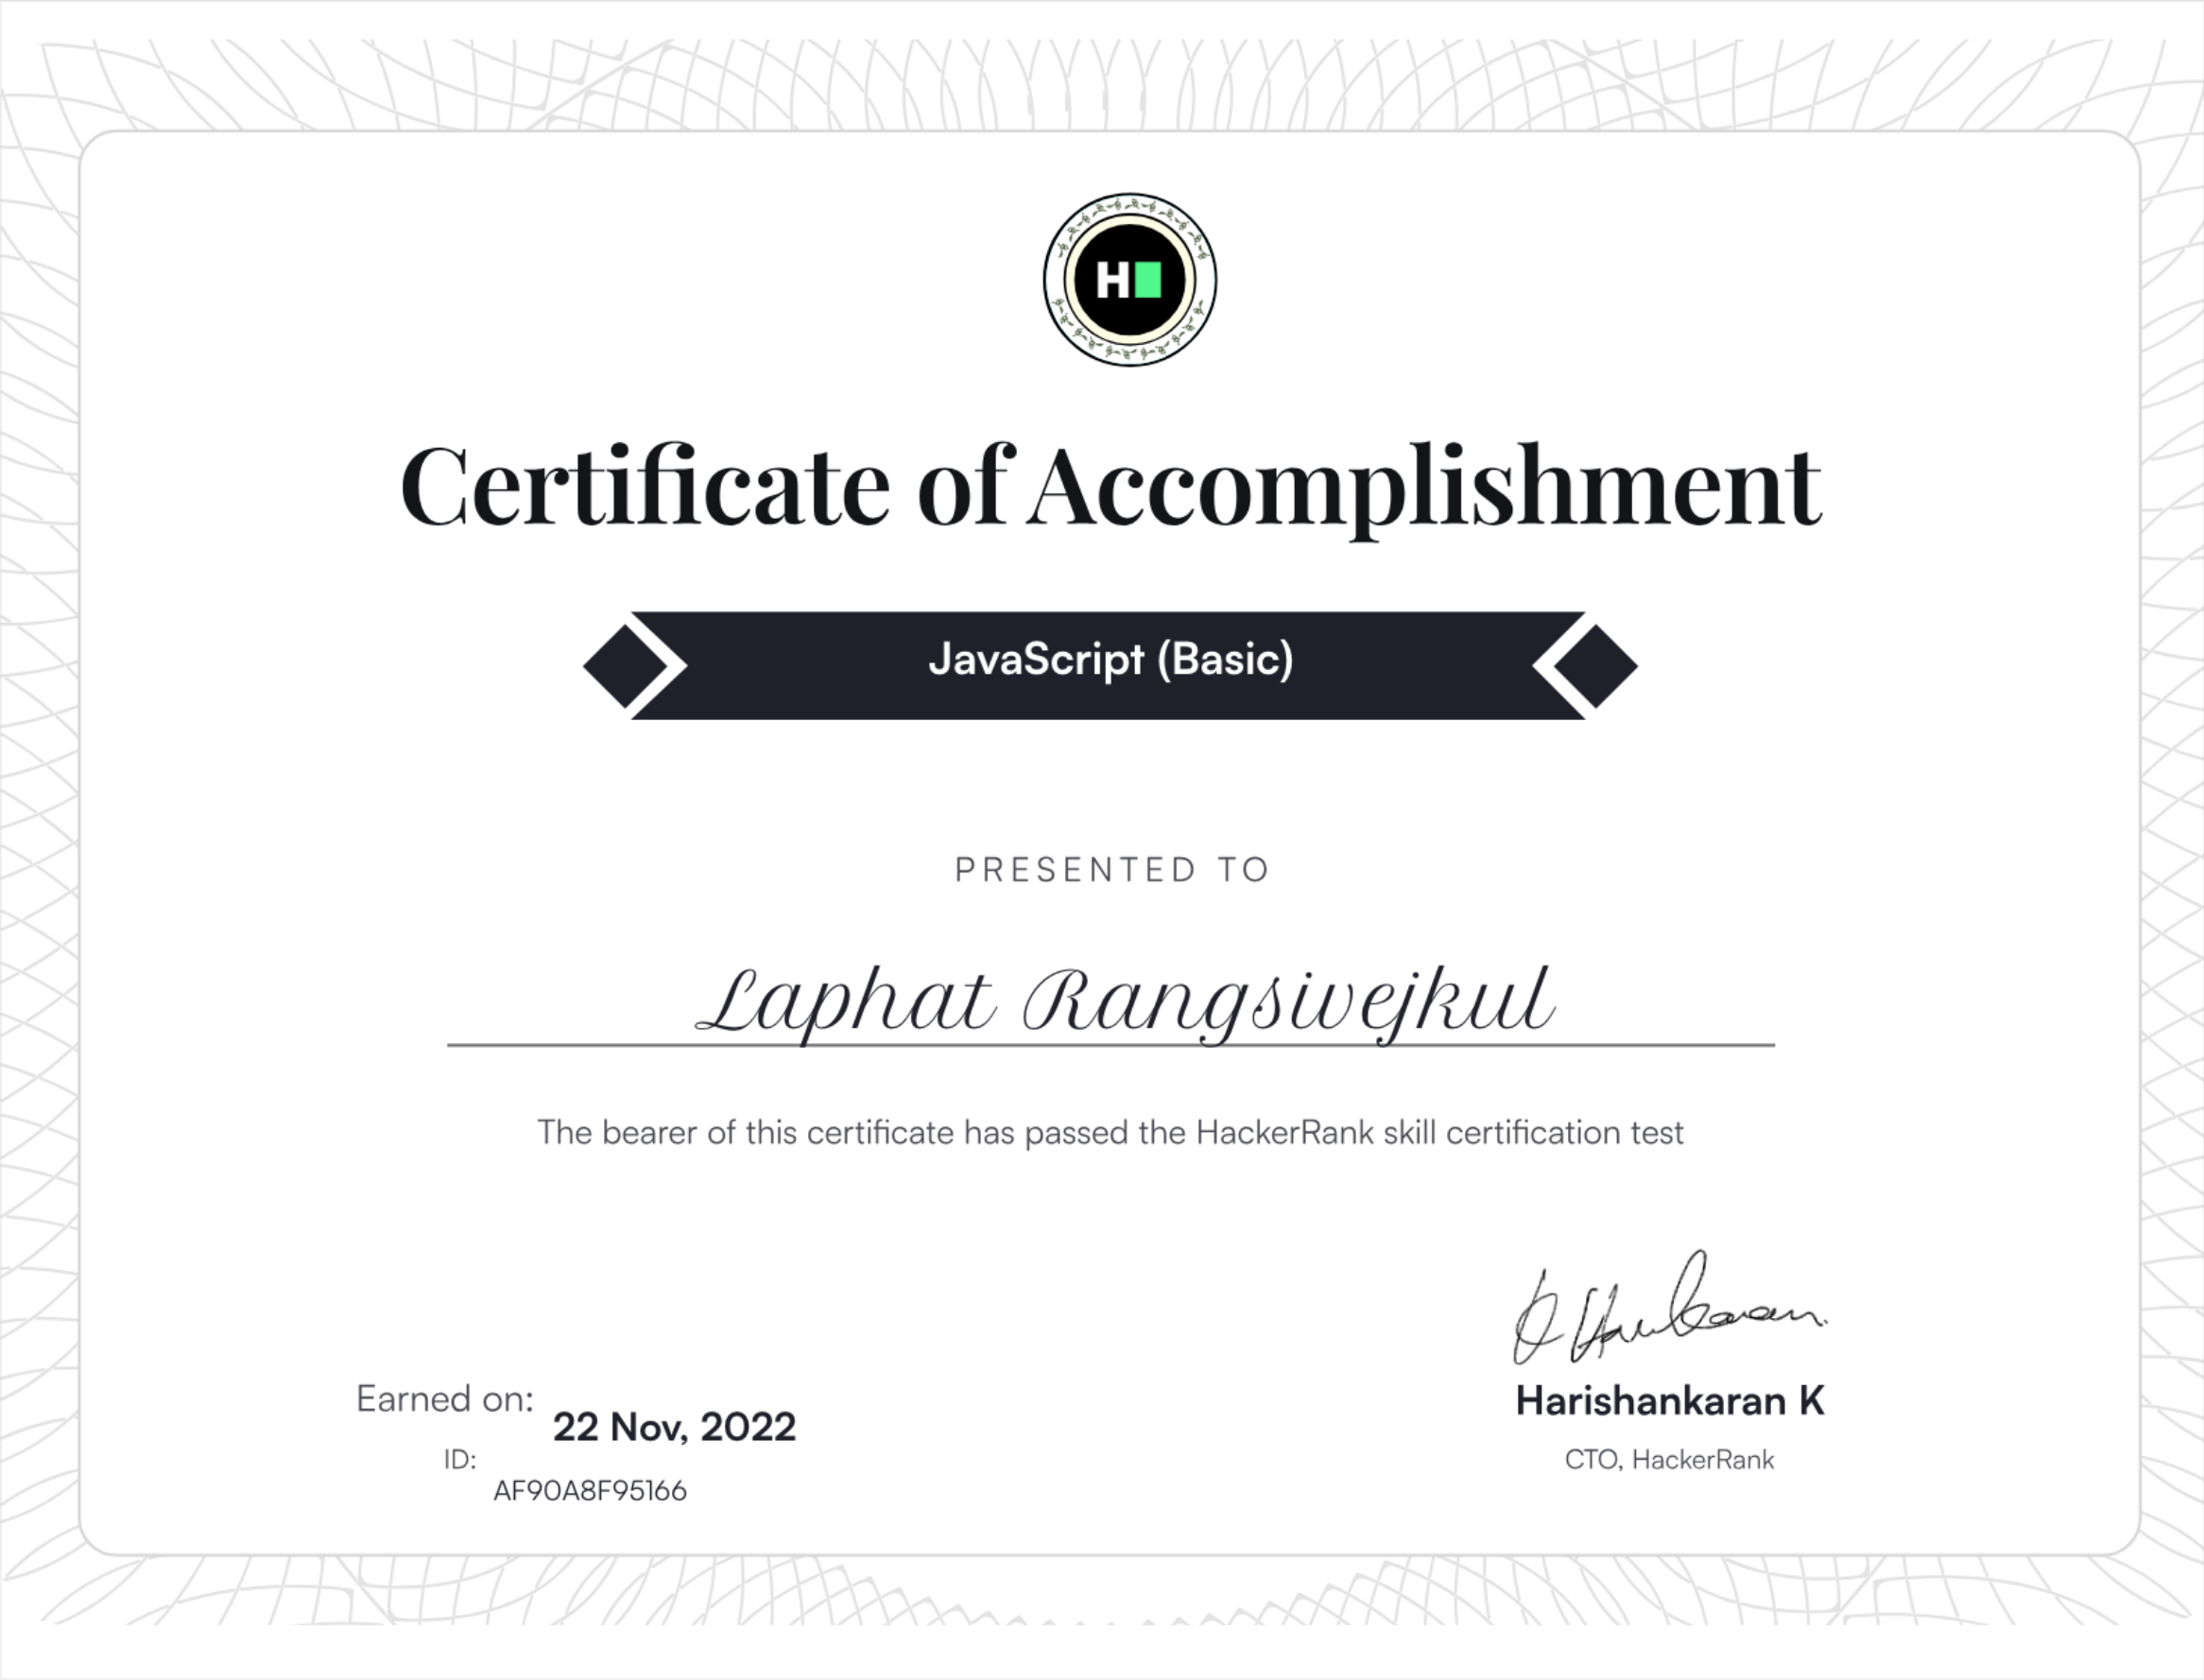 H
Certificate of Accomplishment
JavaScript (Basic)
PRESENTED TO
Laphat Rangsivejkul
The bearer of this certificate has passed the HackerRank skill certification test
Earned on:
22 Nov, 2022
ID:
AF90A8F95166
Harishankaran K
CTO, HackerRank